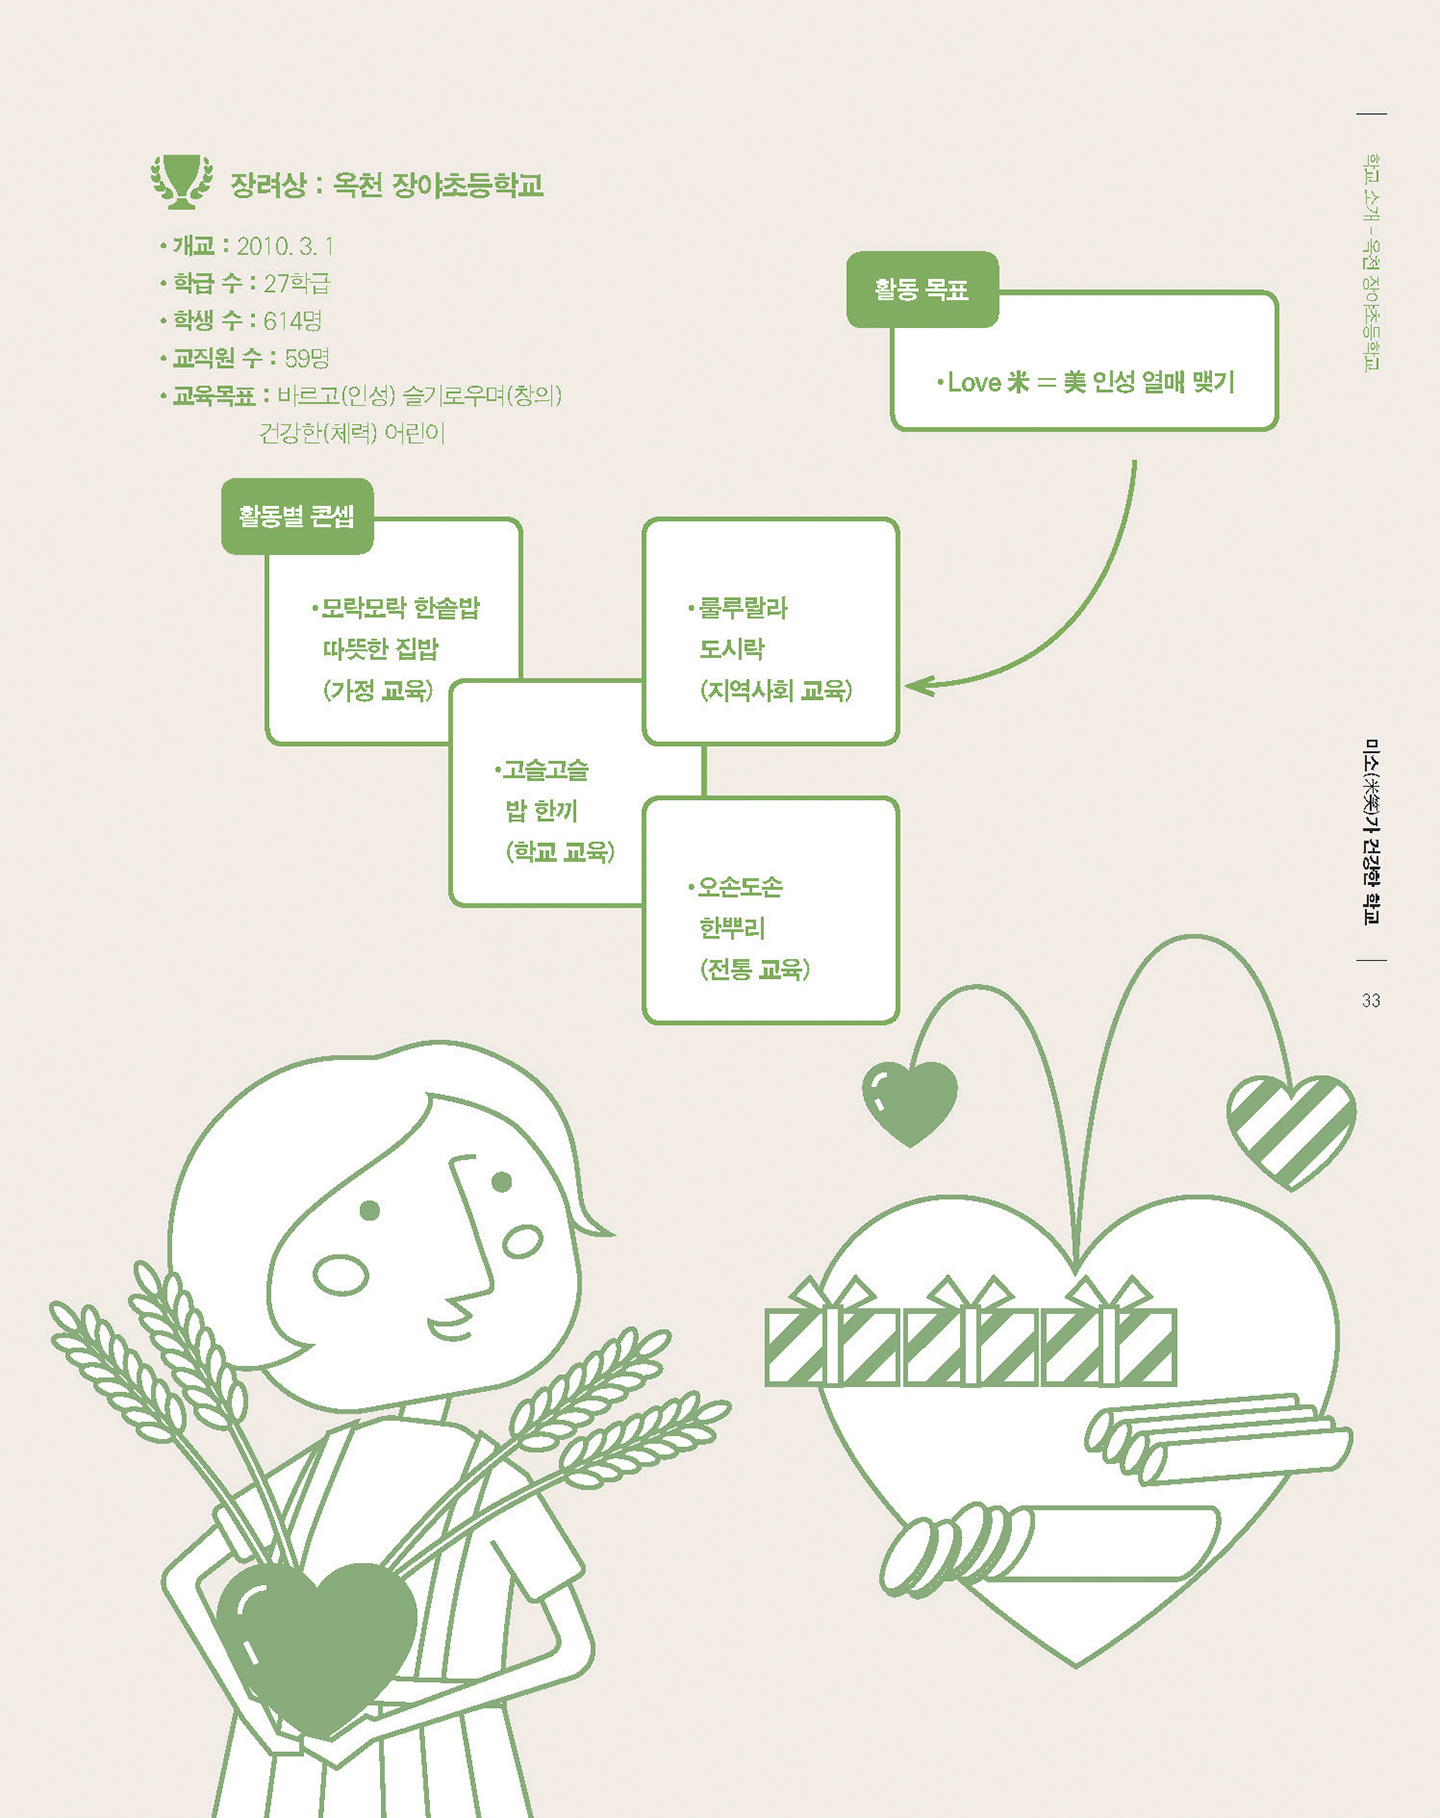 장려상 : 옥천 장야초등학교
• 개교 : 2010. 3. 1
• 학급 수 : 27학급
• 학생 수 : 614명
• 교직원 수 : 59명
• 교육목표 : 바르고(인성) 슬기로우며(창의)
건강한(체력) 어린이
활동 목표
• Love 米 = 美 인성 열매 맺기
활동별 콘셉
• 모락모락 한솥밥
따뜻한 집밥
(가정 교육)
• 고슬고슬
밥 한끼
(학교 교육)
• 룰루랄라
도시락
(지역사회 교육)
• 오손도손
한뿌리
(전통 교육)
학교 소개 - 옥천 장야초등학교
미소(米笑)가 건강한 학교
33